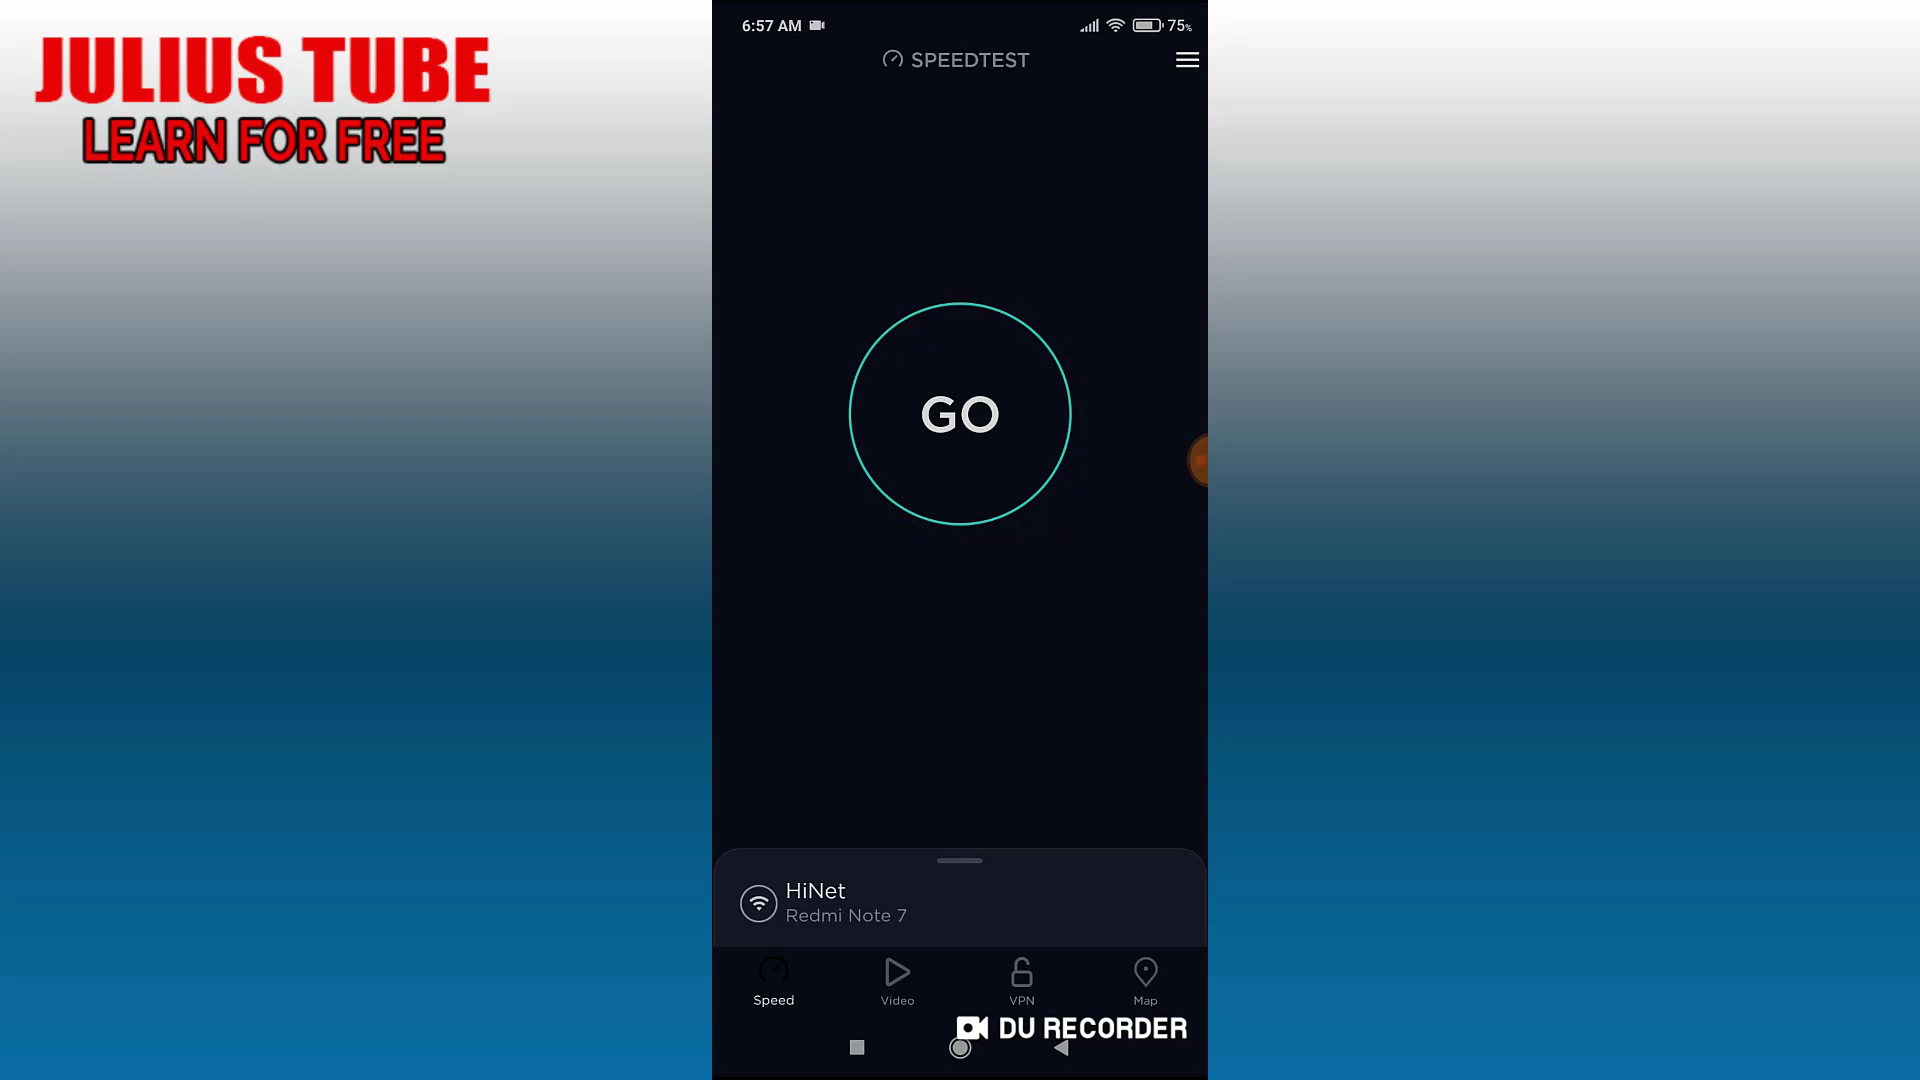 JULIUS TUBE
LEARN FOR FREE
6:57 AM
75%
SPEEDTEST
GO
HiNet
Redmi Note 7
Speed
Video
VPN
Map
DU RECORDER